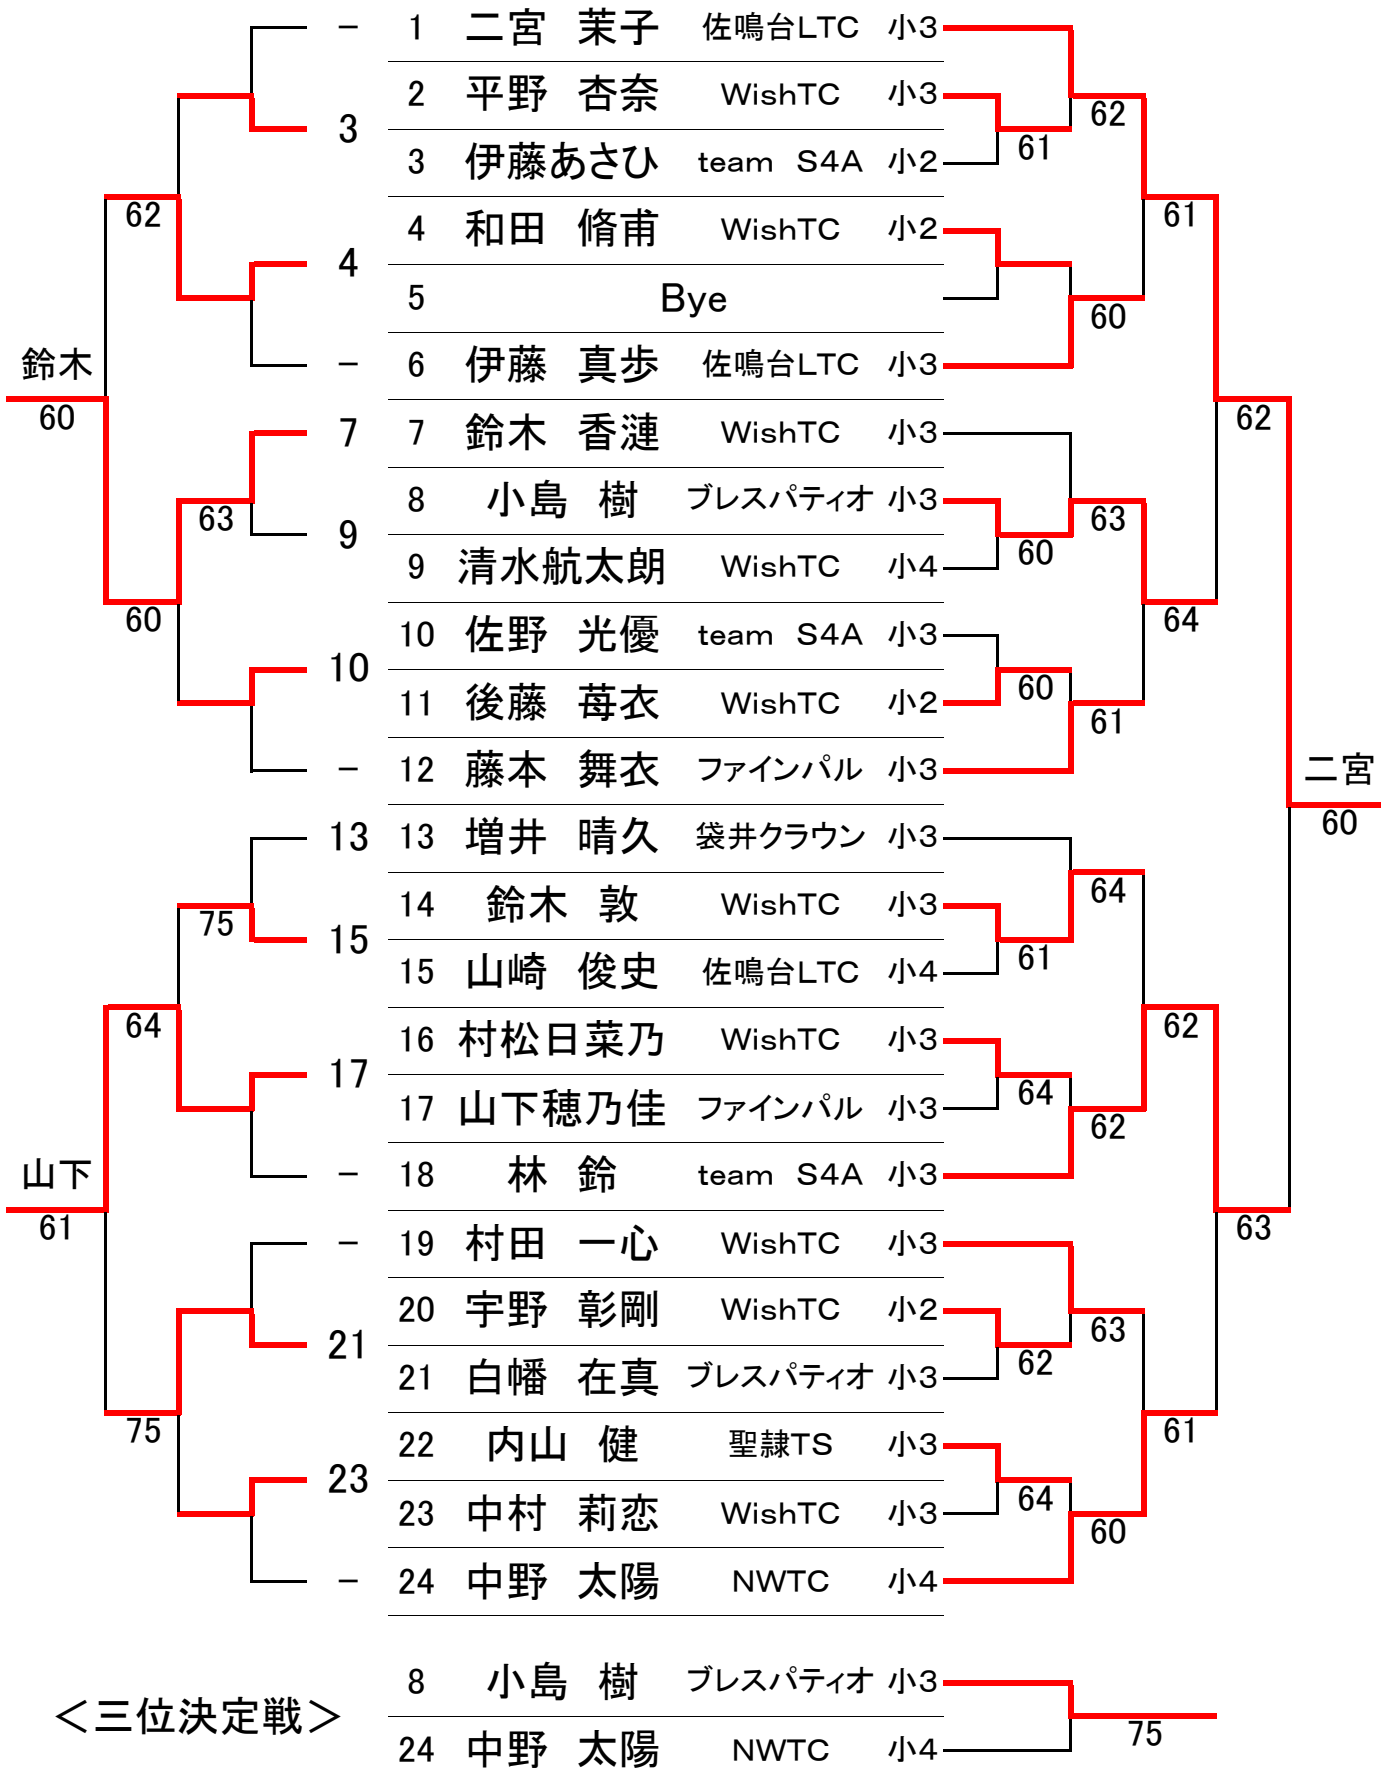 － 1 二宮　茉子 佐鳴台LTC 小3
2 平野　杏奈 WishTC 小3 62
3 61
3 伊藤あさひ team　S4A 小2
62 61
4 和田　脩甫 WishTC 小2
4
5 Bye
60
鈴木 － 6 伊藤　真歩 佐鳴台LTC 小3
60 62
7 7 鈴木　香漣 WishTC 小3
8 小島　樹 ブレスパティオ 小3
63 63
9 60
9 清水航太朗 WishTC 小4
60 64
10 佐野　光優 team　S4A 小3
10 60
11 後藤　苺衣 WishTC 小2
61
－ 12 藤本　舞衣 ファインパル 小3 二宮
60
13 13 増井　晴久 袋井クラウン 小3
64
14 鈴木　敦 WishTC 小3
75
15 61
15 山崎　俊史 佐鳴台LTC 小4
64 62
16 村松日菜乃 WishTC 小3
17 64
17 山下穂乃佳 ファインパル 小3
62
山下 － 18 林　鈴 team　S4A 小3
61 63
－ 19 村田　一心 WishTC 小3
20 宇野　彰剛 WishTC 小2
63
21 62
21 白幡　在真 ブレスパティオ 小3
75 61
22 内山　健 聖隷TS 小3
23 64
23 中村　莉恋 WishTC 小3
60
－ 24 中野　太陽 NWTC 小4
8 小島　樹 ブレスパティオ 小3
＜三位決定戦＞ 75
24 中野　太陽 NWTC 小4